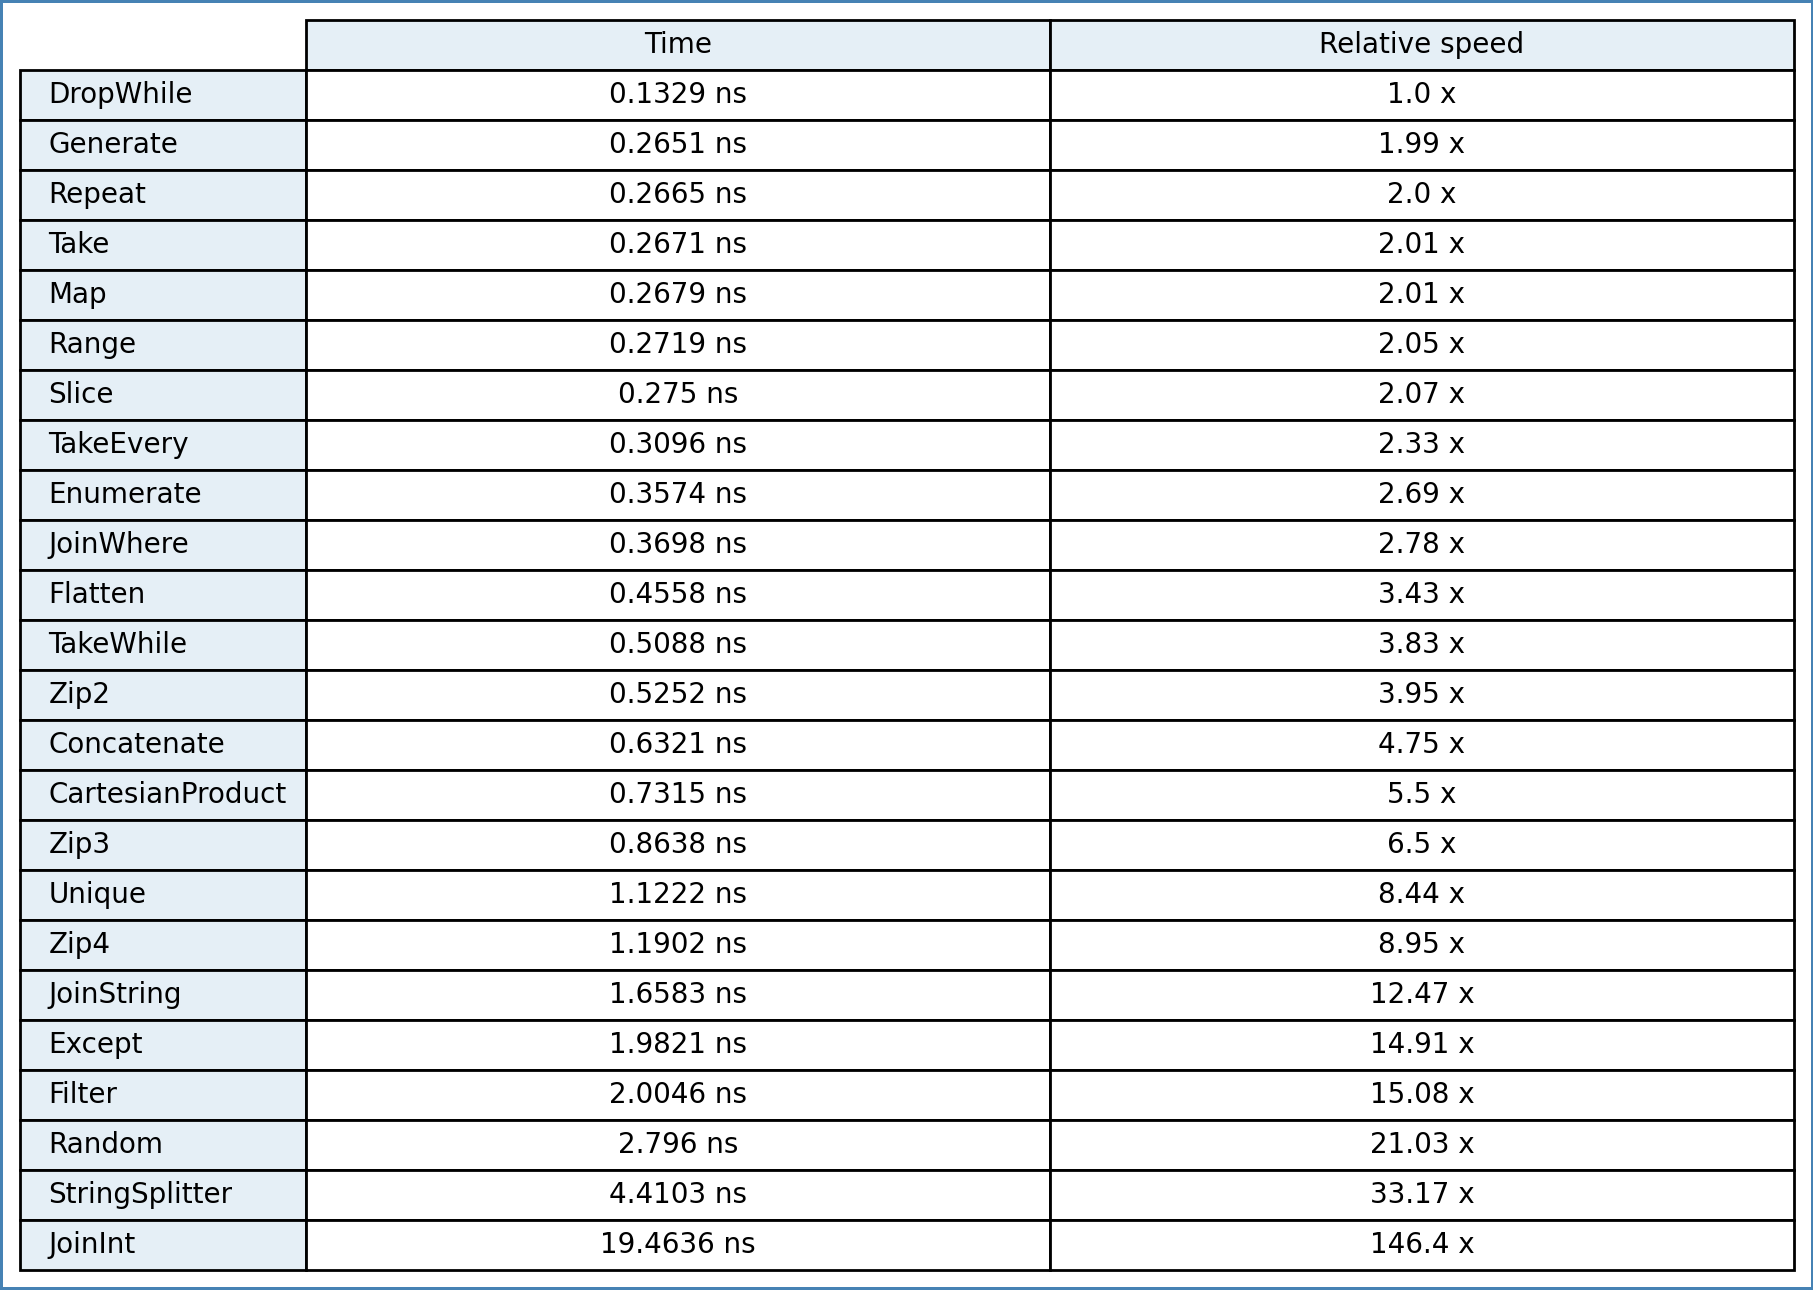 Time Relative speed
DropWhile 0.1329 ns 1.0 x
Generate 0.2651 ns 1.99 x
Repeat 0.2665 ns 2.0 x
Take 0.2671 ns 2.01 x
Map 0.2679 ns 2.01 x
Range 0.2719 ns 2.05 x
Slice 0.275 ns 2.07 x
TakeEvery 0.3096 ns 2.33 x
Enumerate 0.3574 ns 2.69 x
JoinWhere 0.3698 ns 2.78 x
Flatten 0.4558 ns 3.43 x
TakeWhile 0.5088 ns 3.83 x
Zip2 0.5252 ns 3.95 x
Concatenate 0.6321 ns 4.75 x
CartesianProduct 0.7315 ns 5.5 x
Zip3 0.8638 ns 6.5 x
Unique 1.1222 ns 8.44 x
Zip4 1.1902 ns 8.95 x
JoinString 1.6583 ns 12.47 x
Except 1.9821 ns 14.91 x
Filter 2.0046 ns 15.08 x
Random 2.796 ns 21.03 x
StringSplitter 4.4103 ns 33.17 x
JoinInt 19.4636 ns 146.4 x